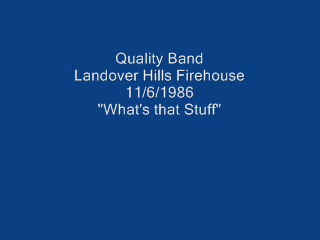 Quality Band
Landover Hills Firehouse
11/6/1986
"What's that Stuff"